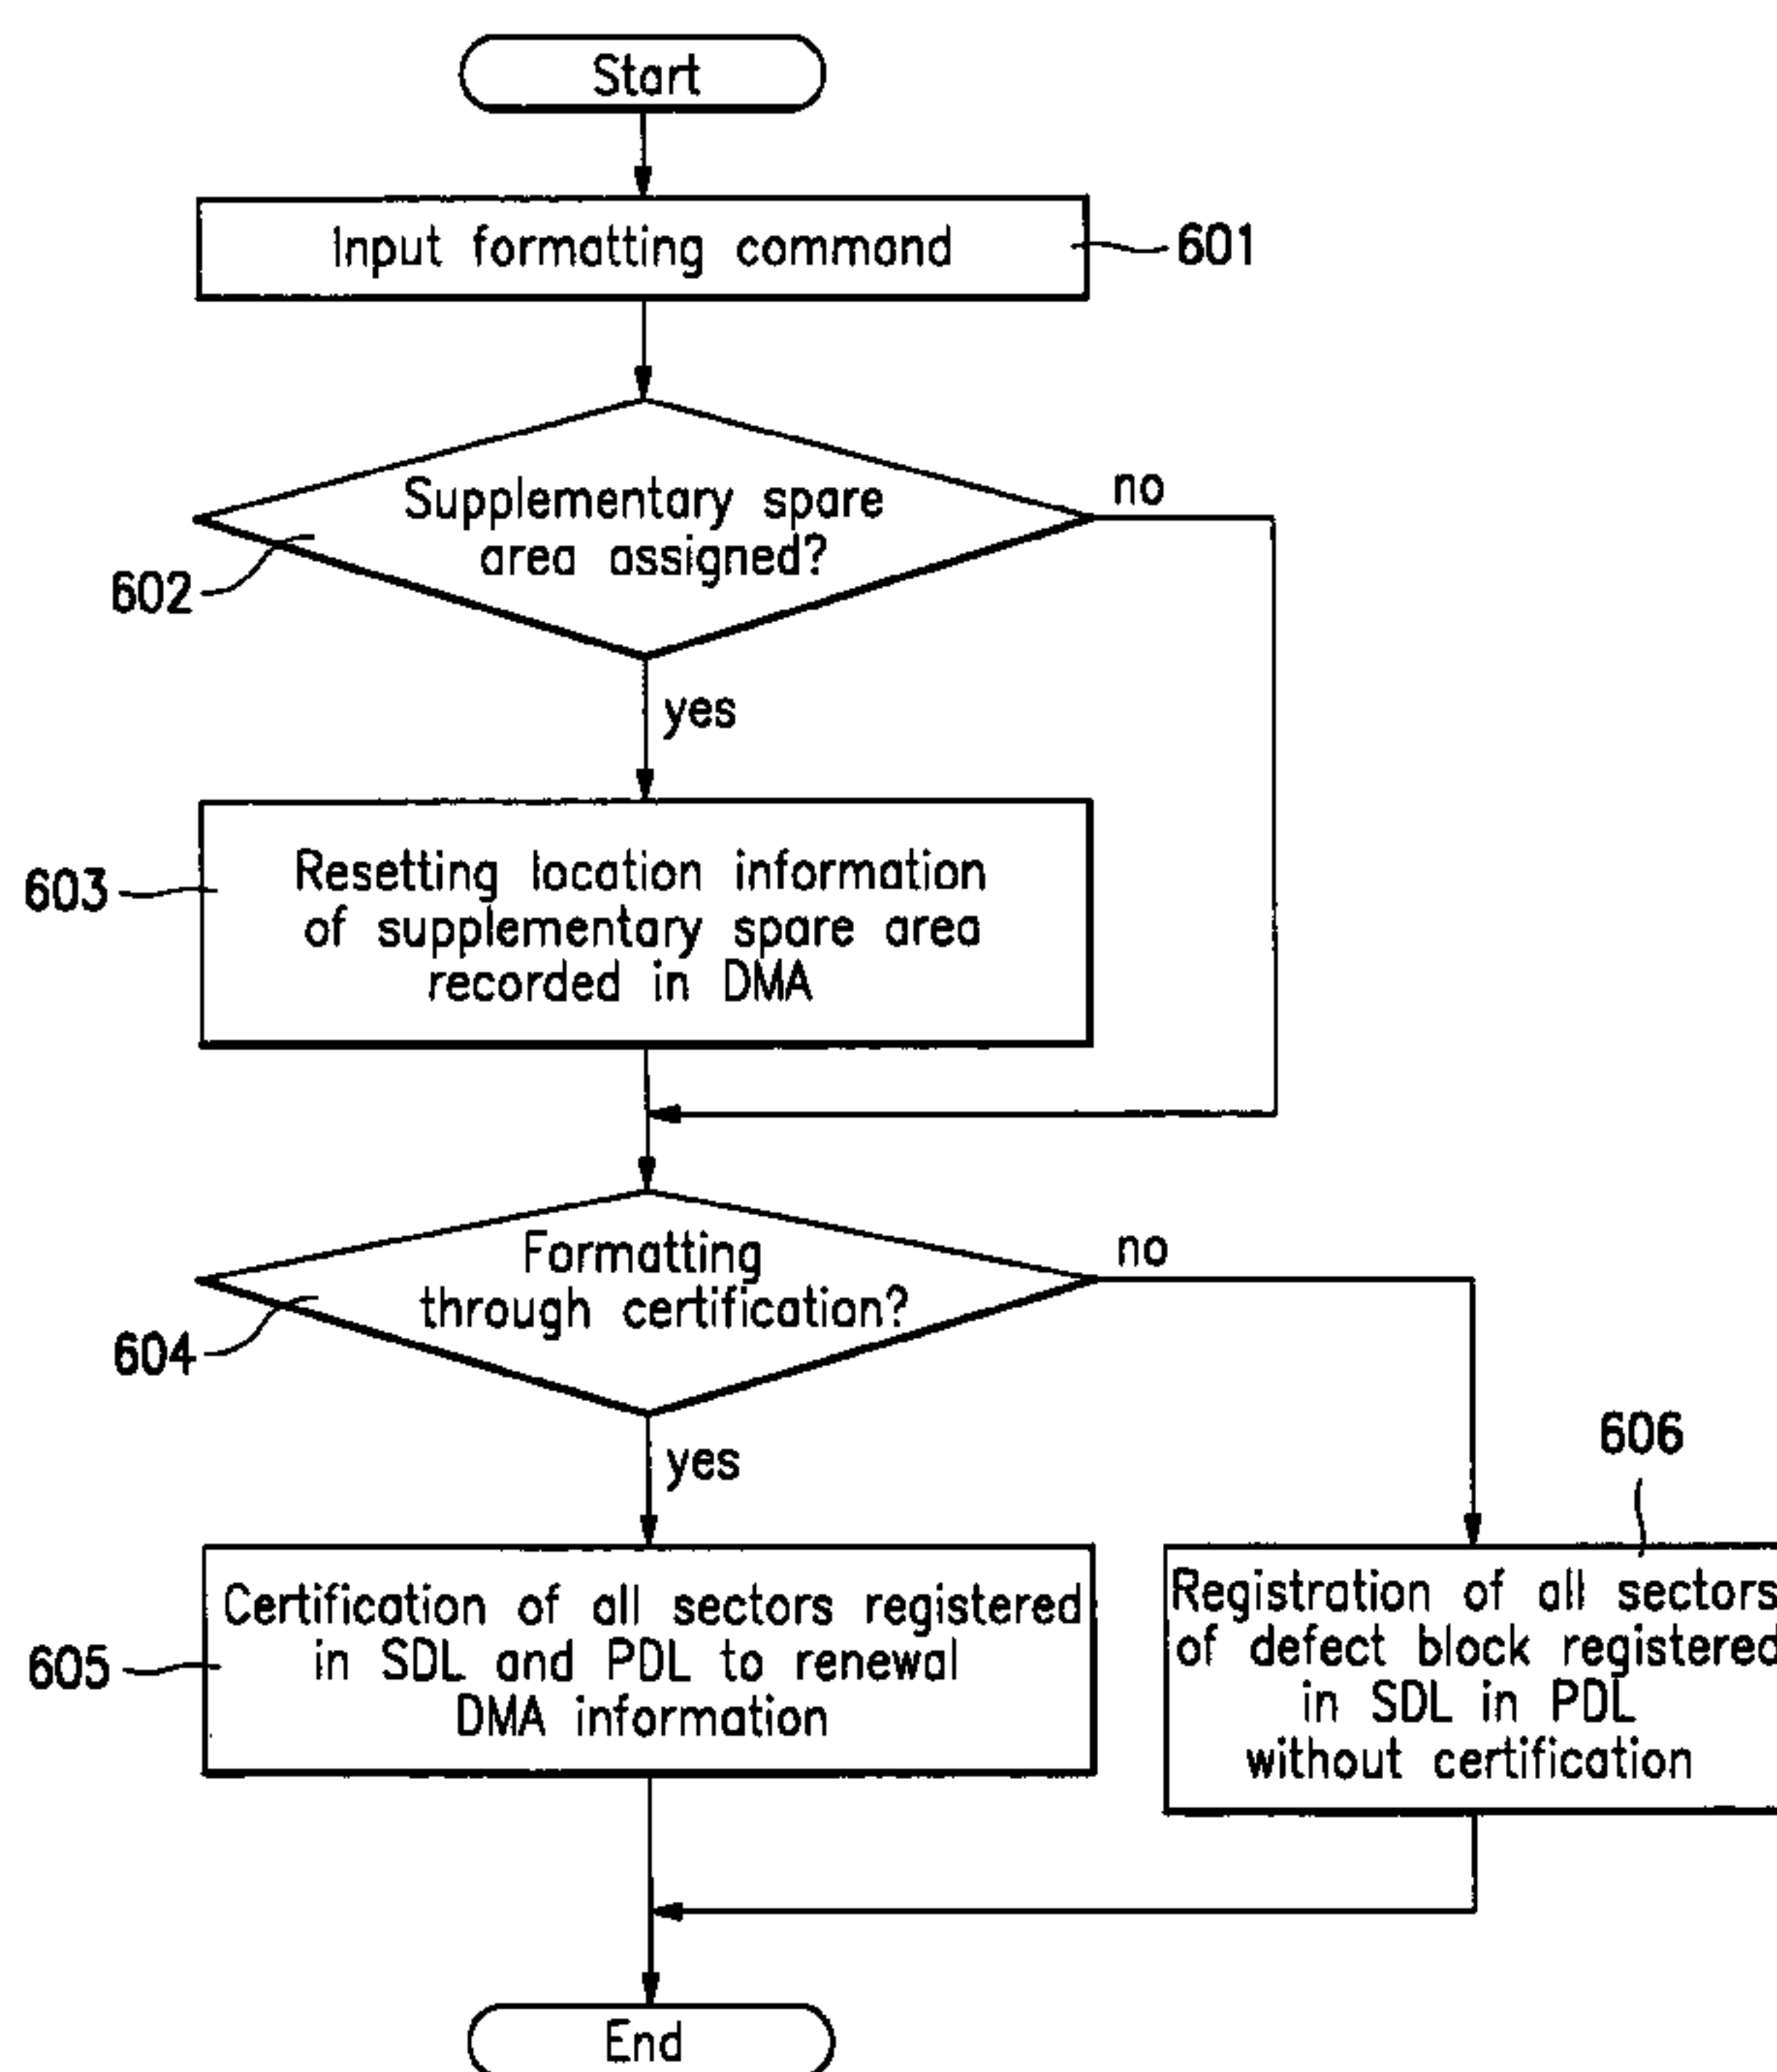 Start
Input formatting command
601
Supplementary spare
area assigned?
no
602
yes
Resetting location information
of supplementary spare area
recorded in DMA
603
Formatting
through certification?
no
604
yes
606
Certification of all sectors registered
in SDL and PDL to renewal
DMA information
605
Registration of all sectors
of defect block registered
in SDL in PDL
without certification
End